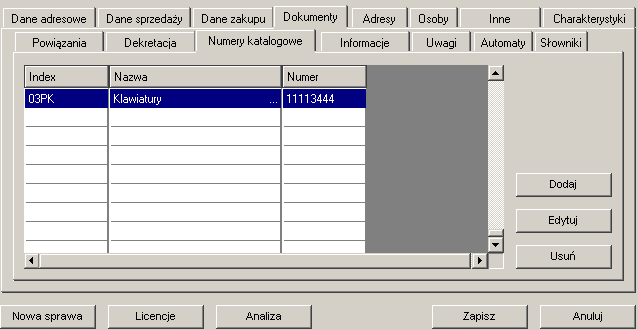 Dane adresowe Dane sprzedaży Dane zakupu Dokumenty Adresy Osoby Inne Charakterystyki
Powiązania Dekretacja Numery katalogowe Informacje Uwagi Automaty Słowniki
Index Nazwa Numer
03PK Klawiatury ... 11113444
Dodaj
Edytuj
Usuń
Nowa sprawa Licencje Analiza Zapisz Anuluj